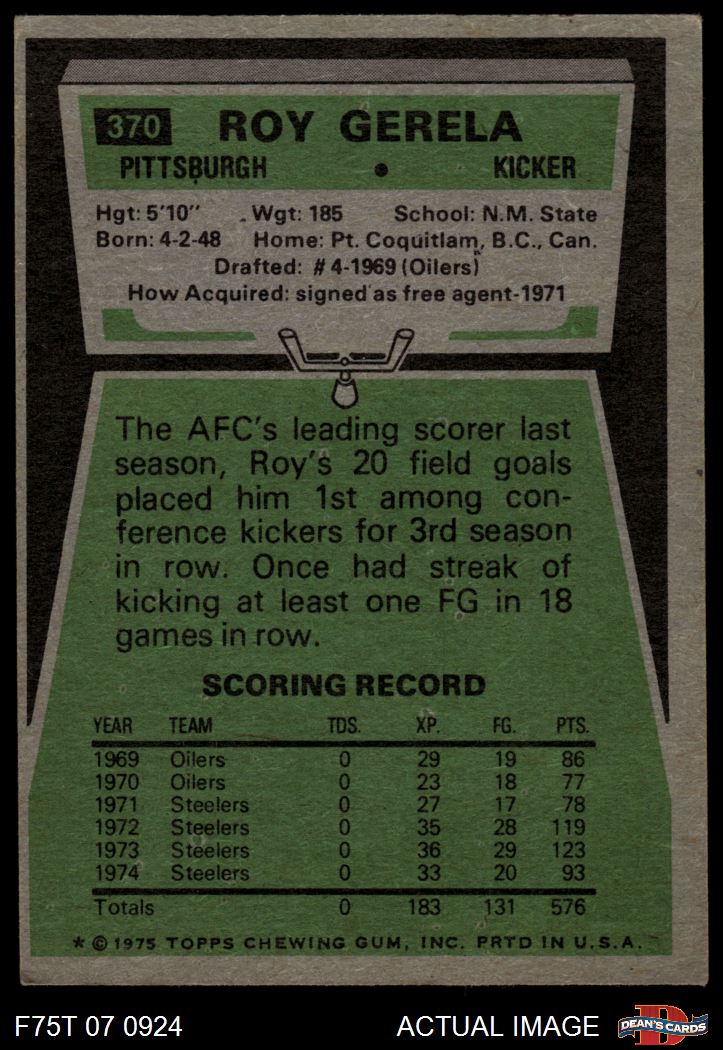 370 ROY GERELA
PITTSBURGH • KICKER
Hgt: 5'10" Wgt: 185 School: N.M. State
Born: 4-2-48 Home: Pt. Coquitlam, B.C., Can.
Drafted: #4-1969 (Oilers)
How Acquired: signed as free agent-1971
The AFC's leading scorer last
season, Roy's 20 field goals
placed him 1st among con-
ference kickers for 3rd season
in row. Once had streak of
kicking at least one FG in 18
games in row.
SCORING RECORD
YEAR TEAM TDS. XP. FG. PTS.
1969 Oilers 0 29 19 86
1970 Oilers 0 23 18 77
1971 Steelers 0 27 17 78
1972 Steelers 0 35 28 119
1973 Steelers 0 36 29 123
1974 Steelers 0 33 20 93
Totals 0 183 131 576
* © 1975 TOPPS CHEWING GUM, INC. PRTD IN U.S.A.
F75T 07 0924 ACTUAL IMAGE DEAN'S CARDS